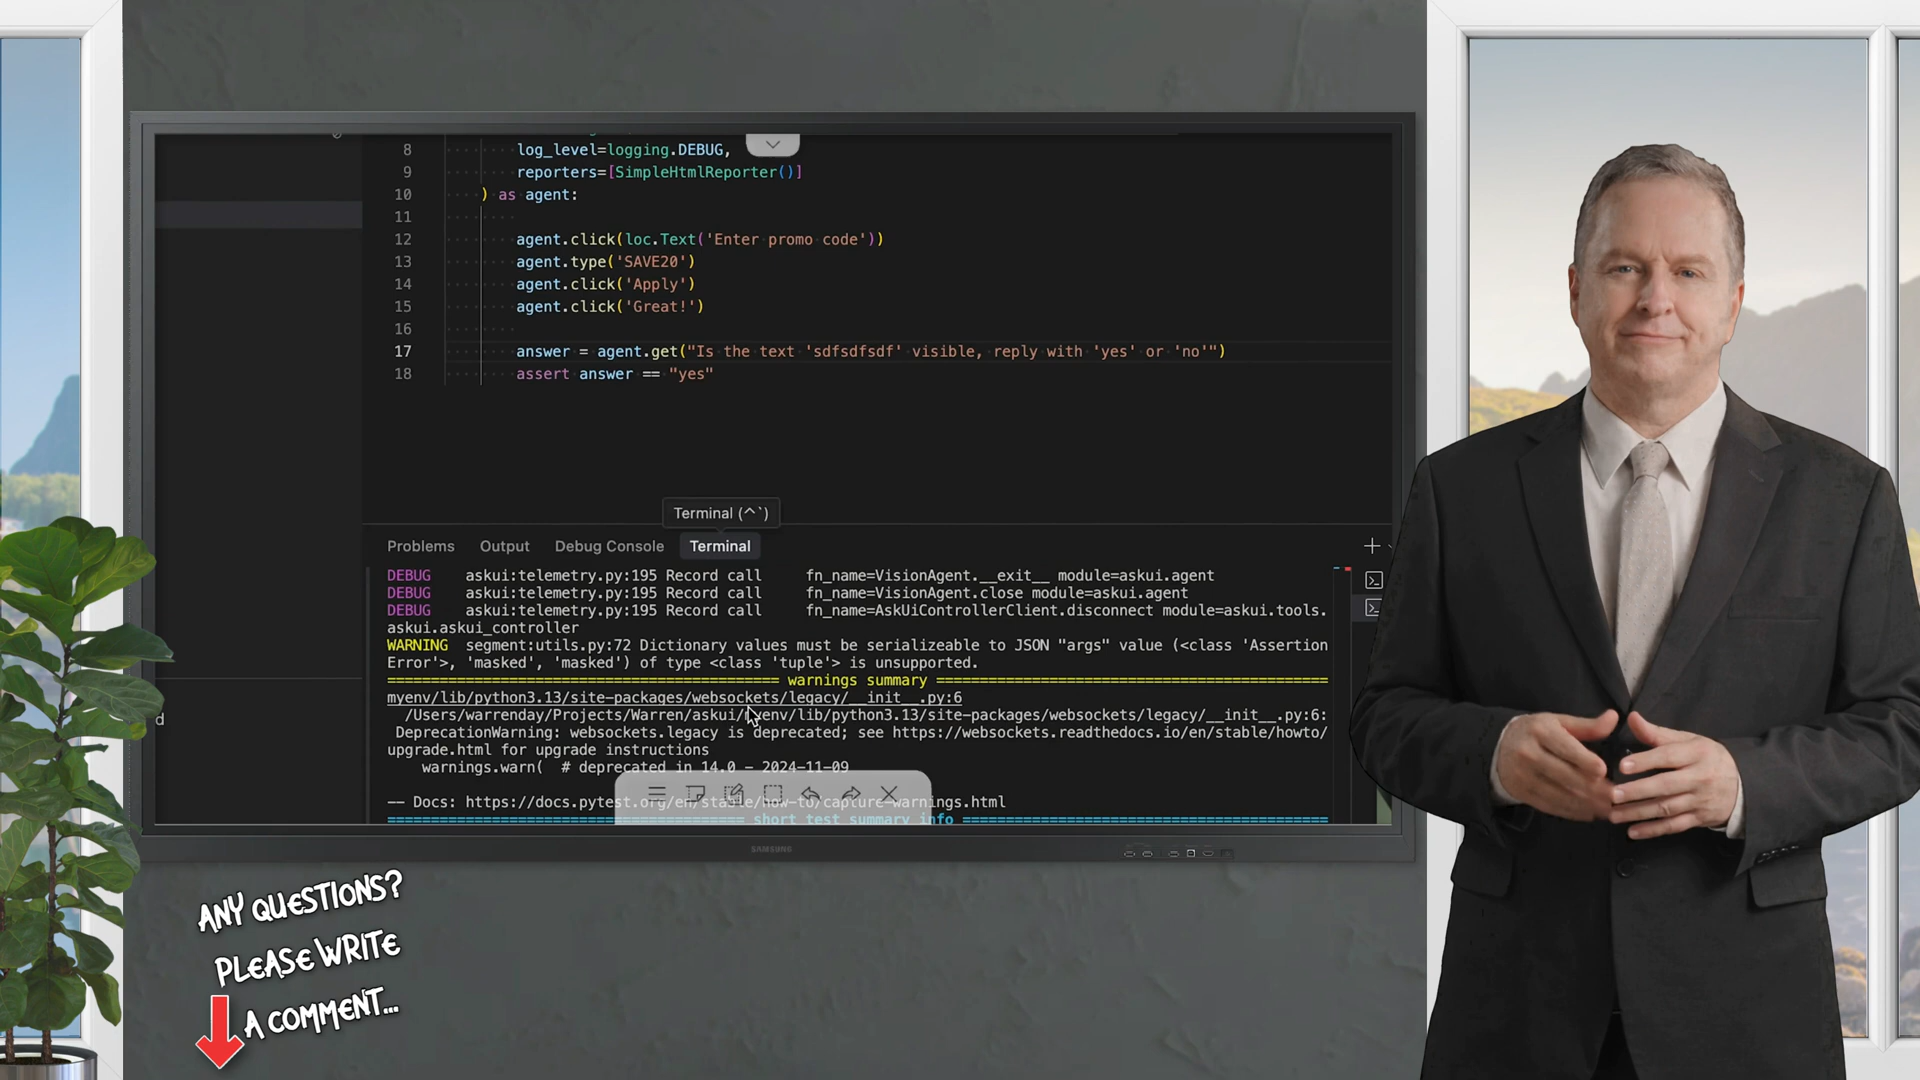 8 log_level=logging.DEBUG,
9 reporters=[SimpleHtmlReporter()]
10 ) as agent:
11
12 agent.click(loc.Text('Enter promo code'))
13 agent.type('SAVE20')
14 agent.click('Apply')
15 agent.click('Great!')
16
17 answer = agent.get("Is the text 'sdfsdfsdf' visible, reply with 'yes' or 'no'")
18 assert answer == "yes"
Terminal (^`)
Problems Output Debug Console Terminal
DEBUG askui:telemetry.py:195 Record call fn_name=VisionAgent.__exit__ module=askui.agent
DEBUG askui:telemetry.py:195 Record call fn_name=VisionAgent.close module=askui.agent
DEBUG askui:telemetry.py:195 Record call fn_name=AskUiControllerClient.disconnect module=askui.tools.
askui.askui_controller
WARNING segment:utils.py:72 Dictionary values must be serializeable to JSON "args" value (<class 'Assertion
Error'>, 'masked', 'masked') of type <class 'tuple'> is unsupported.
warnings summary
myenv/lib/python3.13/site-packages/websockets/legacy/__init__.py:6
/Users/warrenday/Projects/Warren/askui/myenv/lib/python3.13/site-packages/websockets/legacy/__init__.py:6:
DeprecationWarning: websockets.legacy is deprecated; see https://websockets.readthedocs.io/en/stable/howto/
upgrade.html for upgrade instructions
warnings.warn( # deprecated in 14.0 - 2024-11-09
d
-- Docs: https://docs.pytest.org/en/stable/how-to/capture-warnings.html
short test summary info
SAMSUNG
ANY QUESTIONS?
PLEASE WRITE
A COMMENT...